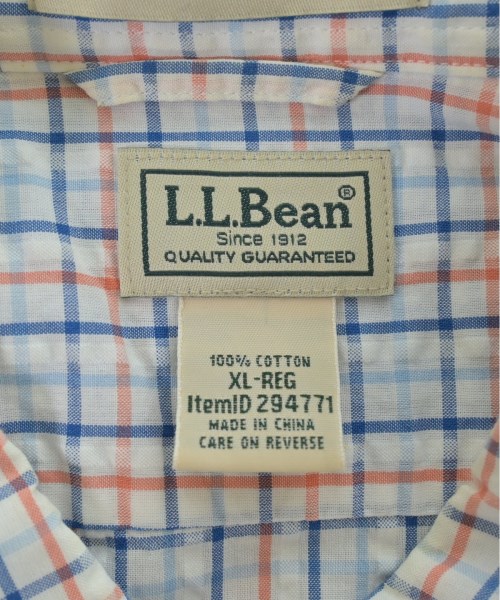 L.L.Bean®
Since 1912
QUALITY GUARANTEED
100% COTTON
XL-REG
ItemID 294771
MADE IN CHINA
CARE ON REVERSE